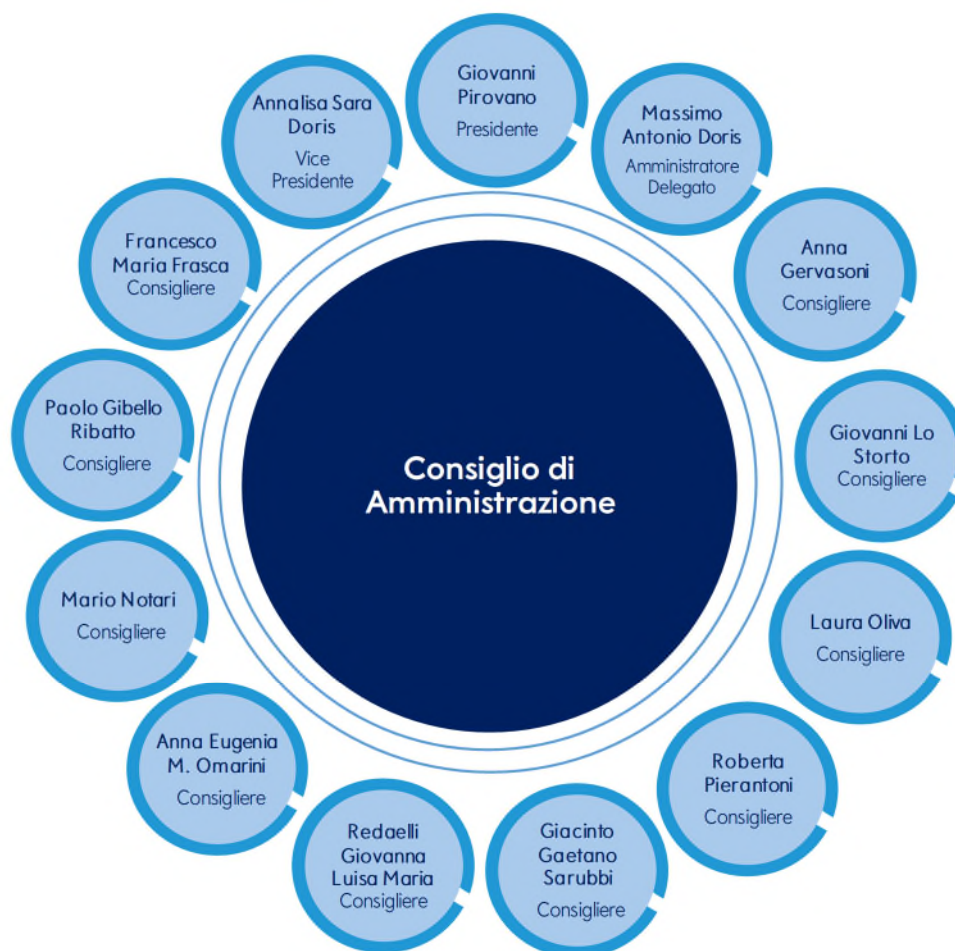 Giovanni
Pirovano
Presidente
Massimo
Antonio Doris
Amministratore
Delegato
Anna
Gervasoni
Consigliere
Giovanni Lo
Storto
Consigliere
Laura Oliva
Consigliere
Roberta
Pierantoni
Consigliere
Giacinto
Gaetano
Sarubbi
Consigliere
Redaelli
Giovanna
Luisa Maria
Consigliere
Anna Eugenia
M. Omarini
Consigliere
Mario Notari
Consigliere
Paolo Gibello
Ribatto
Consigliere
Francesco
Maria Frasca
Consigliere
Annalisa Sara
Doris
Vice
Presidente
Consiglio di
Amministrazione